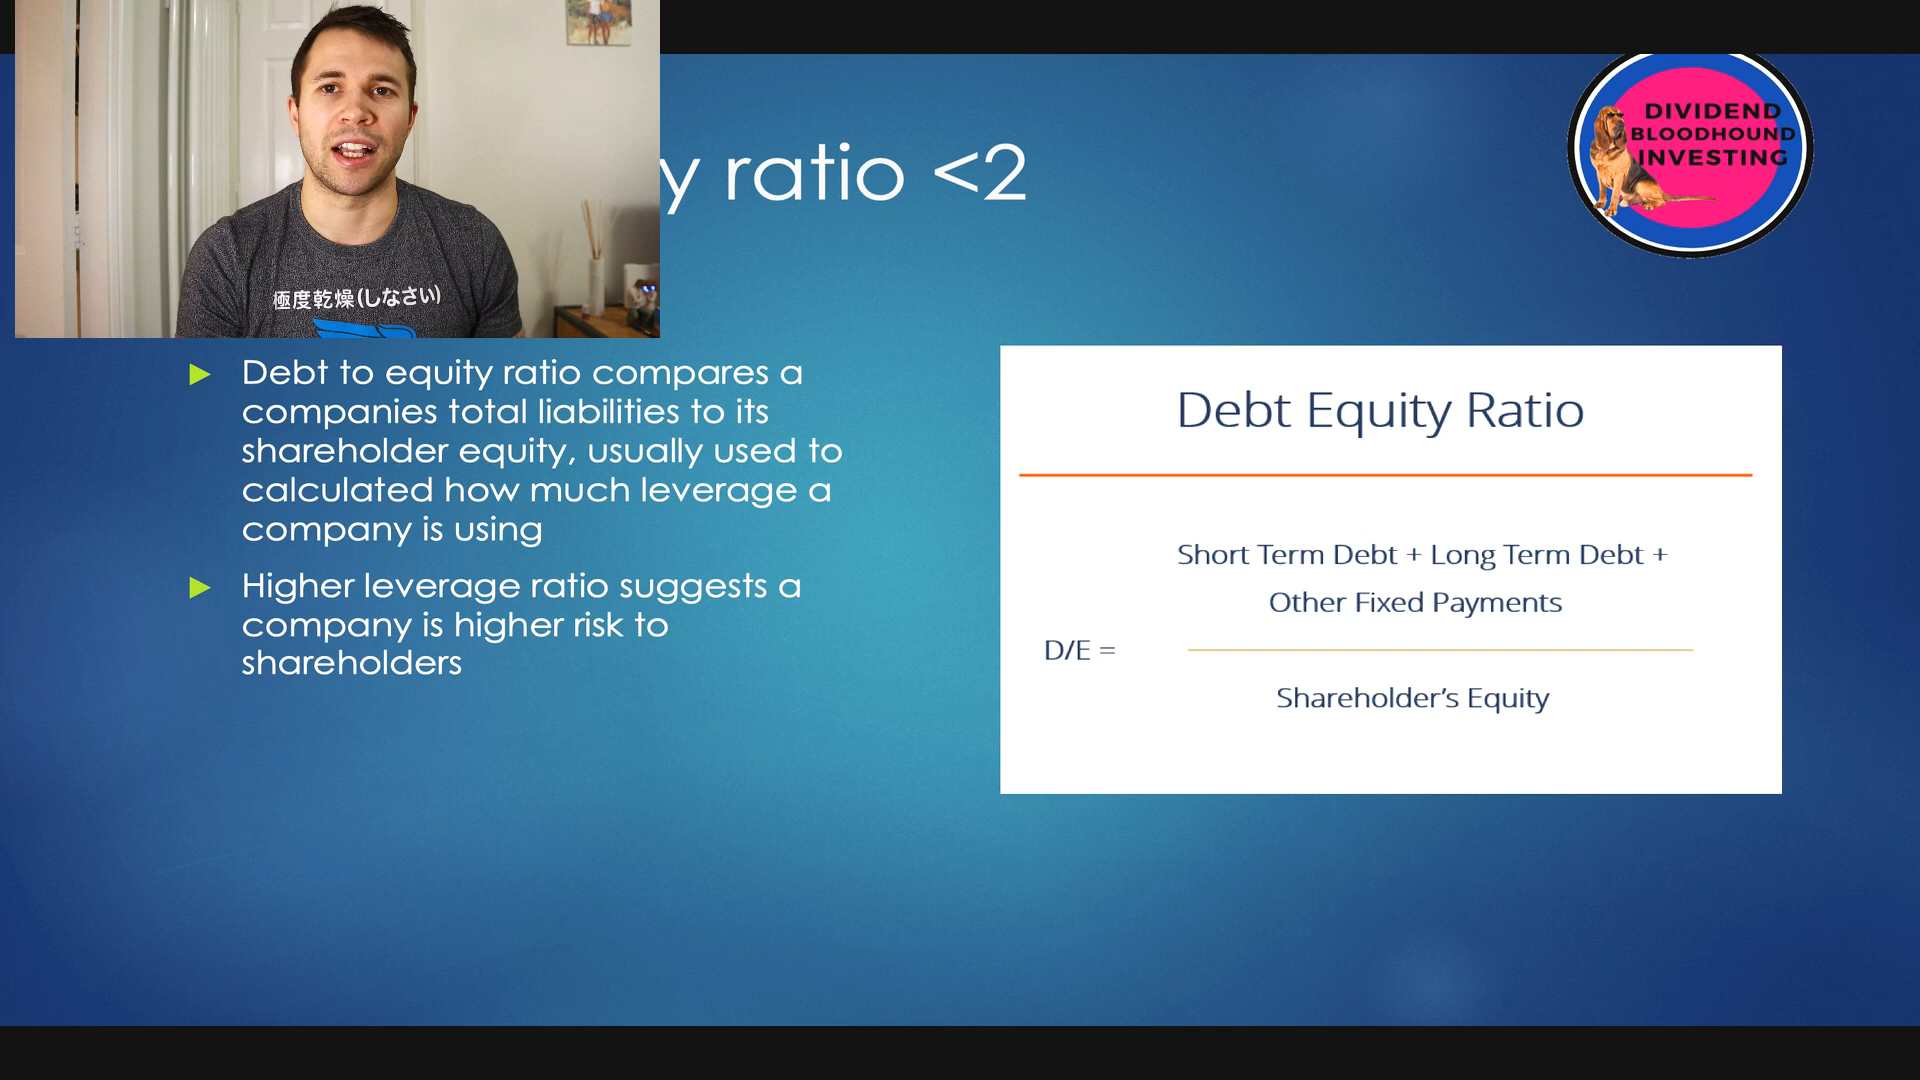 y ratio <2
DIVIDEND
BLOODHOUND
INVESTING
極度乾燥(しなさい)
Debt to equity ratio compares a
companies total liabilities to its
shareholder equity, usually used to
calculated how much leverage a
company is using
Higher leverage ratio suggests a
company is higher risk to
shareholders
Debt Equity Ratio
Short Term Debt + Long Term Debt +
Other Fixed Payments
D/E =
Shareholder’s Equity